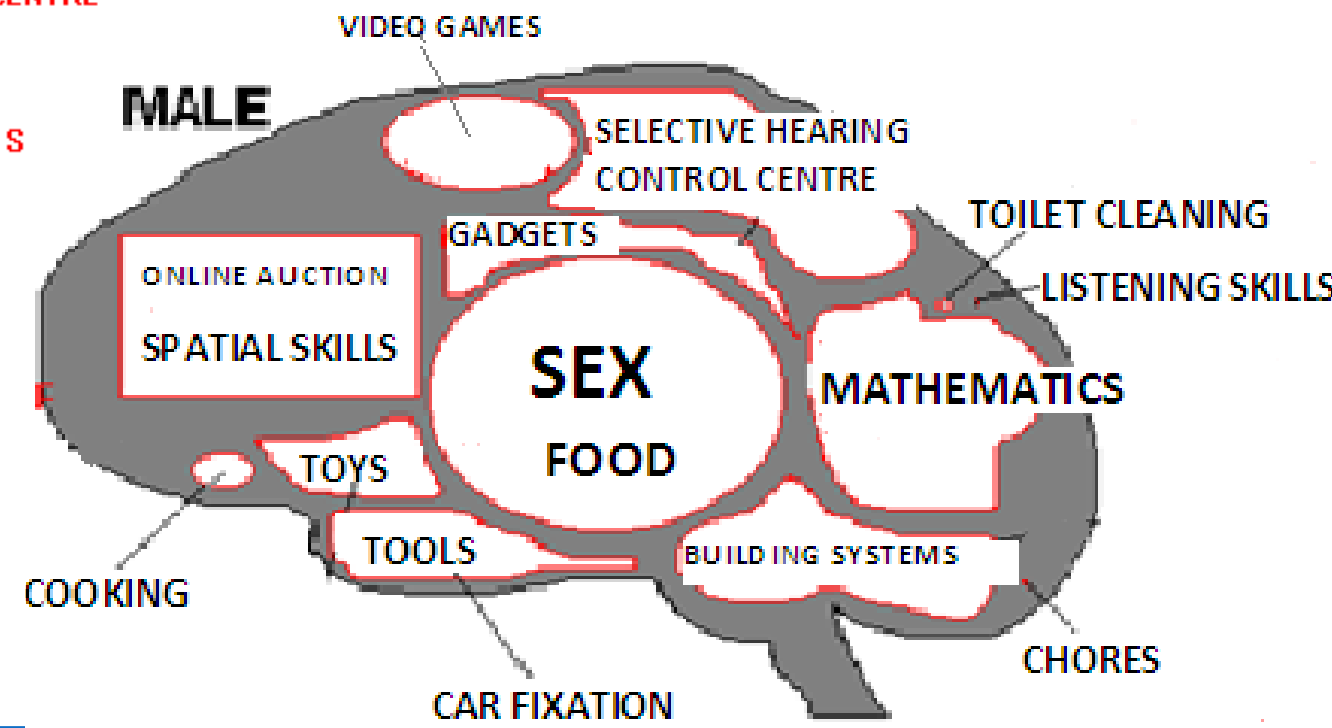 VIDEO GAMES
MALE
S
SELECTIVE HEARING
CONTROL CENTRE
TOILET CLEANING
GADGETS
ONLINE AUCTION
LISTENING SKILLS
SPATIAL SKILLS
SEX
MATHEMATICS
FOOD
TOYS
TOOLS
BUILDING SYSTEMS
COOKING
CHORES
CAR FIXATION